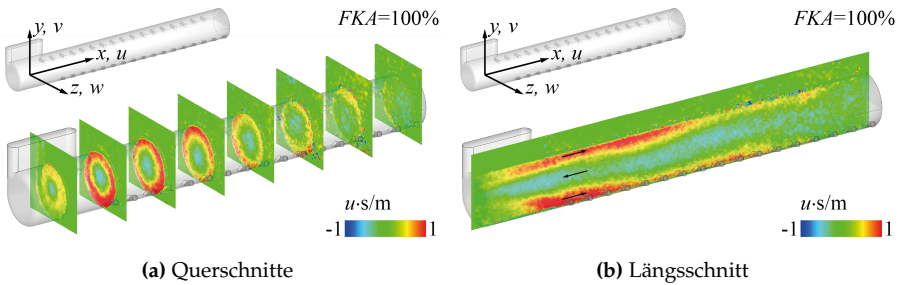 y, v
FKA=100%
x, u
z, w
u·s/m
-1
1
(a) Querschnitte
y, v
FKA=100%
x, u
z, w
u·s/m
-1
1
(b) Längsschnitt